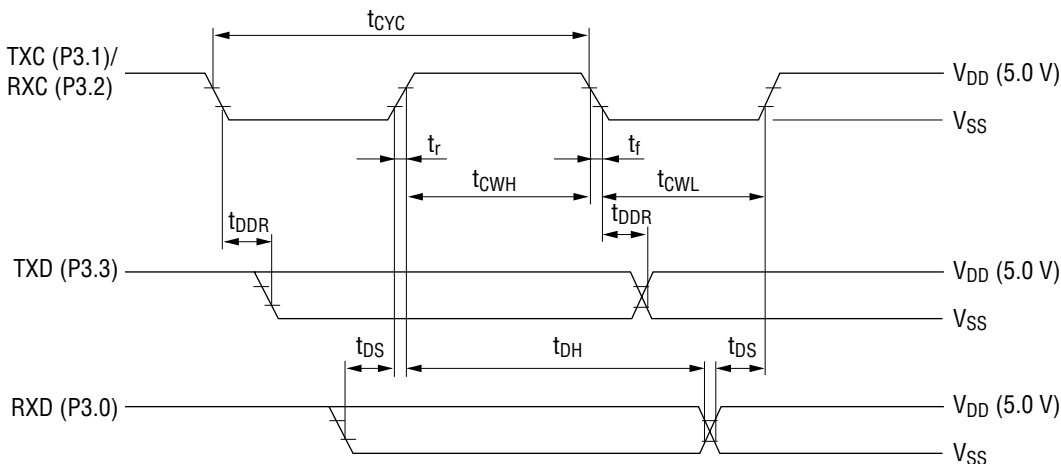 tCYC
TXC (P3.1)/
RXC (P3.2)
VDD (5.0 V)
VSS
tr
tf
tCWH
tCWL
tDDR
tDDR
TXD (P3.3)
VDD (5.0 V)
VSS
tDS
tDH
tDS
RXD (P3.0)
VDD (5.0 V)
VSS